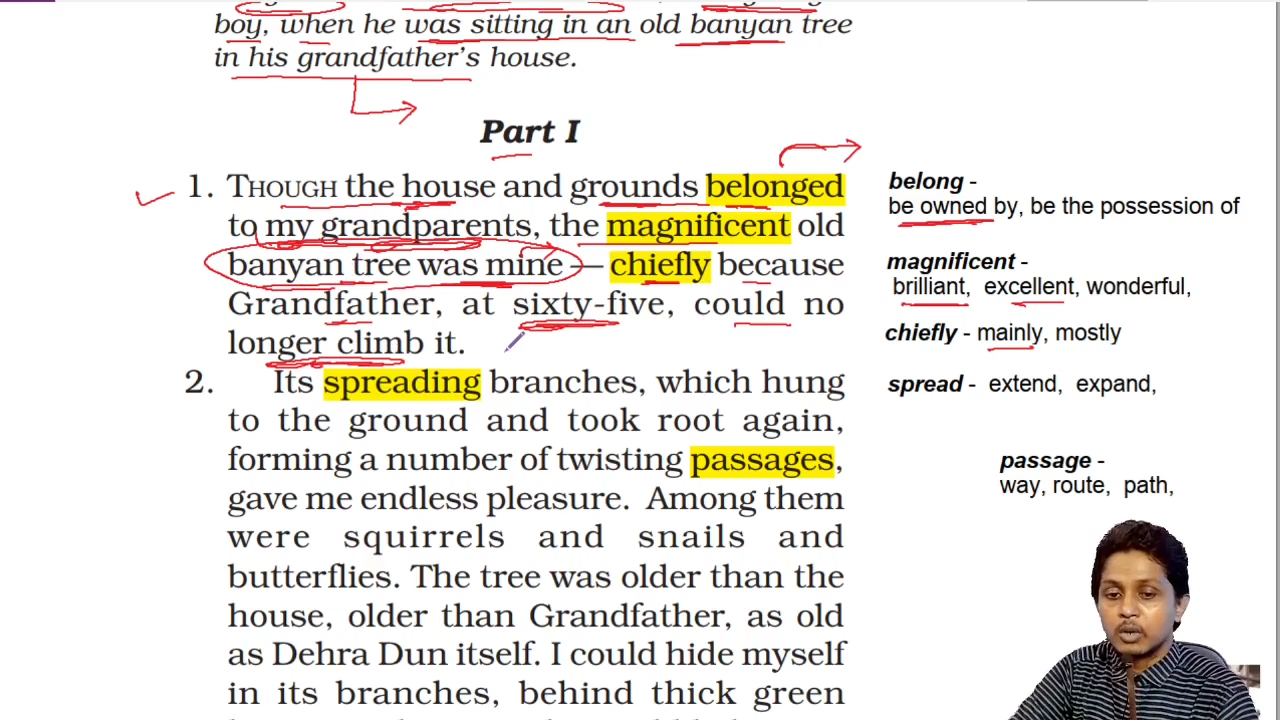 boy, when he was sitting in an old banyan tree
in his grandfather's house.
Part I
1. THOUGH the house and grounds belonged
to my grandparents, the magnificent old
banyan tree was mine — chiefly because
Grandfather, at sixty-five, could no
longer climb it.
2. Its spreading branches, which hung
to the ground and took root again,
forming a number of twisting passages,
gave me endless pleasure. Among them
were squirrels and snails and
butterflies. The tree was older than the
house, older than Grandfather, as old
as Dehra Dun itself. I could hide myself
in its branches, behind thick green
belong -
be owned by, be the possession of
magnificent -
brilliant, excellent, wonderful,
chiefly - mainly, mostly
spread - extend, expand,
passage -
way, route, path,